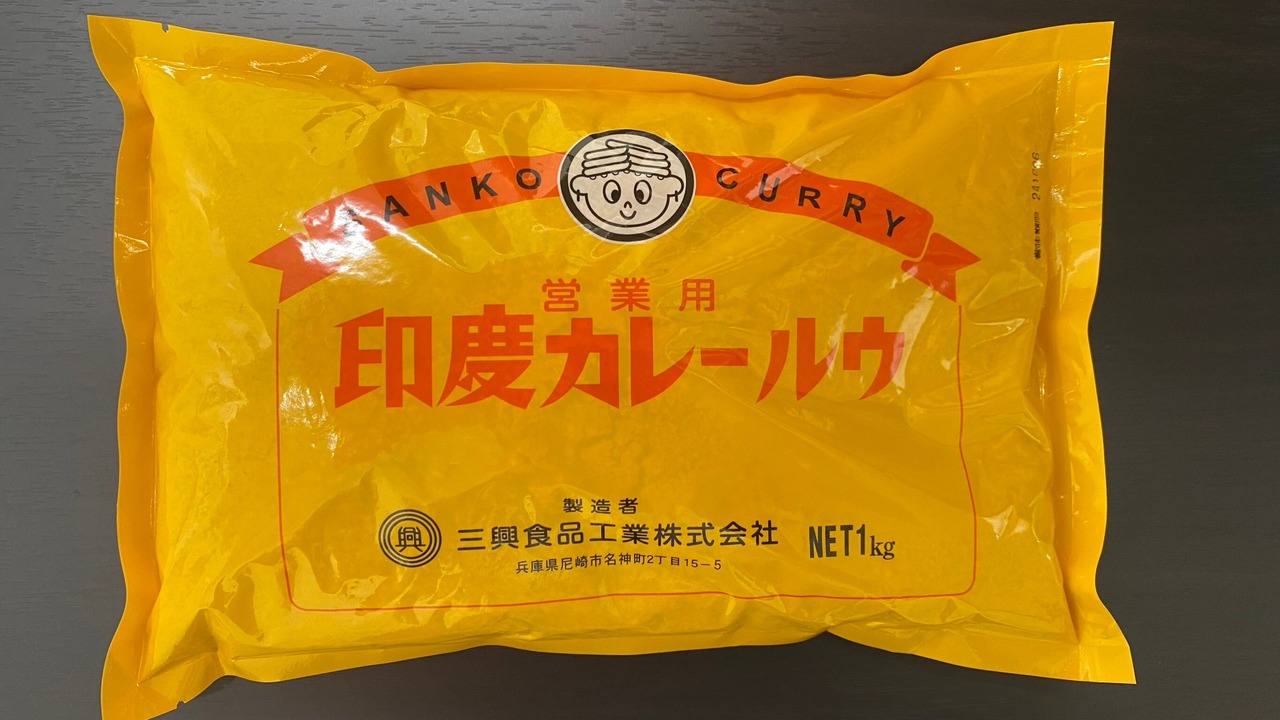 SANKO CURRY
営業用
印度カレールウ
製造者
興 三興食品工業株式会社 NET1kg
兵庫県尼崎市名神町2丁目15-5